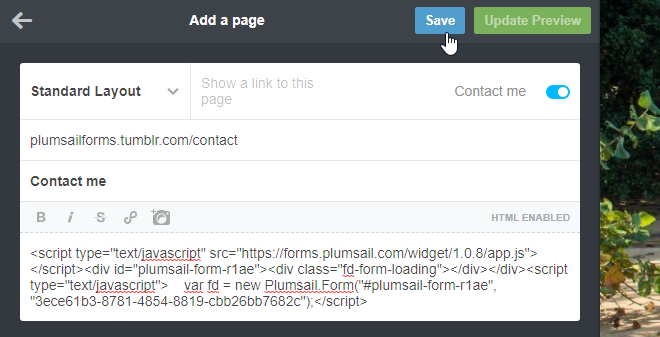 Add a page
Save
Update Preview
Standard Layout
Show a link to this
page
Contact me
plumsailforms.tumblr.com/contact
Contact me
B i S
HTML ENABLED
<script type="text/javascript" src="https://forms.plumsail.com/widget/1.0.8/app.js">
</script><div id="plumsail-form-r1ae"><div class="fd-form-loading"></div></div><script
type="text/javascript"> var fd = new Plumsail.Form("#plumsail-form-r1ae",
"3ece61b3-8781-4854-8819-cbb26bb7682c");</script>